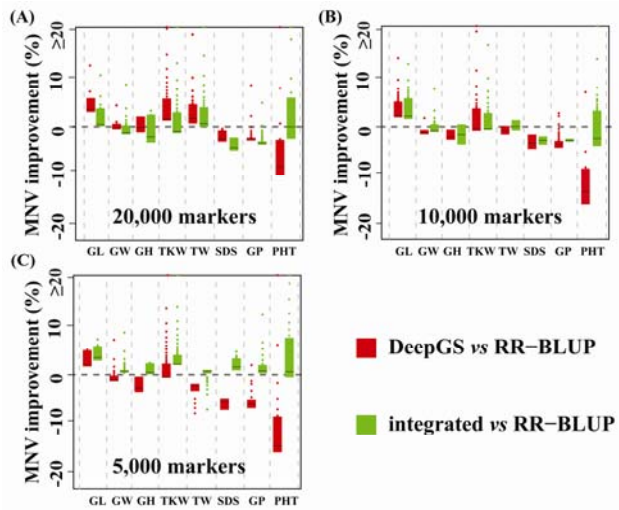 (A)
MNV improvement (%)
≥20
10
0
-10
-20
20,000 markers
GL GW GH TKW TW SDS GP PHT
(B)
MNV improvement (%)
≥20
10
0
-10
-20
10,000 markers
GL GW GH TKW TW SDS GP PHT
(C)
MNV improvement (%)
≥20
10
0
-10
-20
5,000 markers
GL GW GH TKW TW SDS GP PHT
DeepGS vs RR-BLUP
integrated vs RR-BLUP